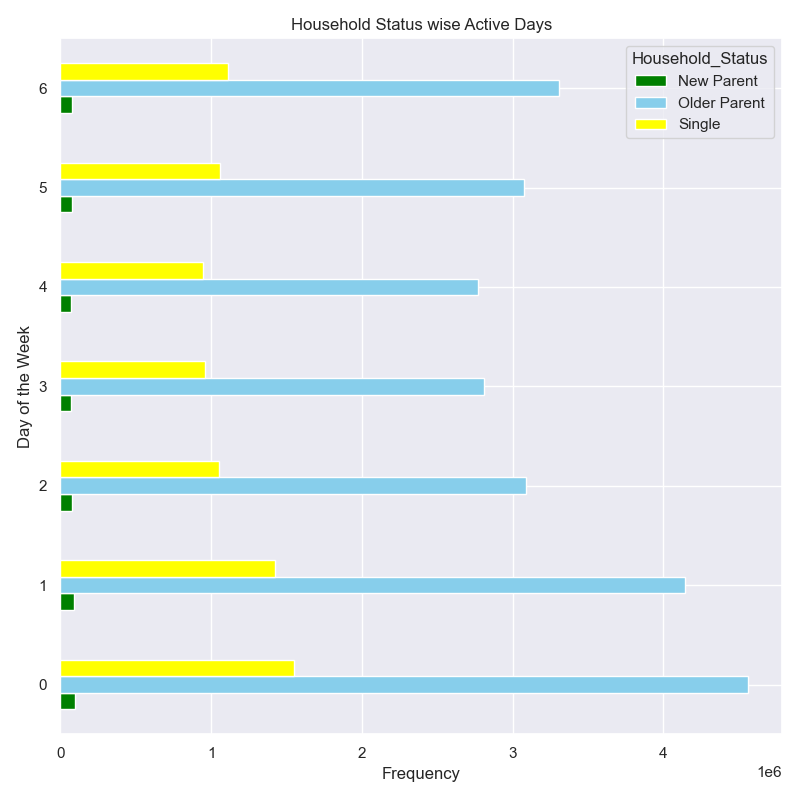 Household Status wise Active Days
Household_Status
New Parent
Older Parent
Single
Day of the Week
6
5
4
3
2
1
0
0 1 2 3 4
1e6
Frequency